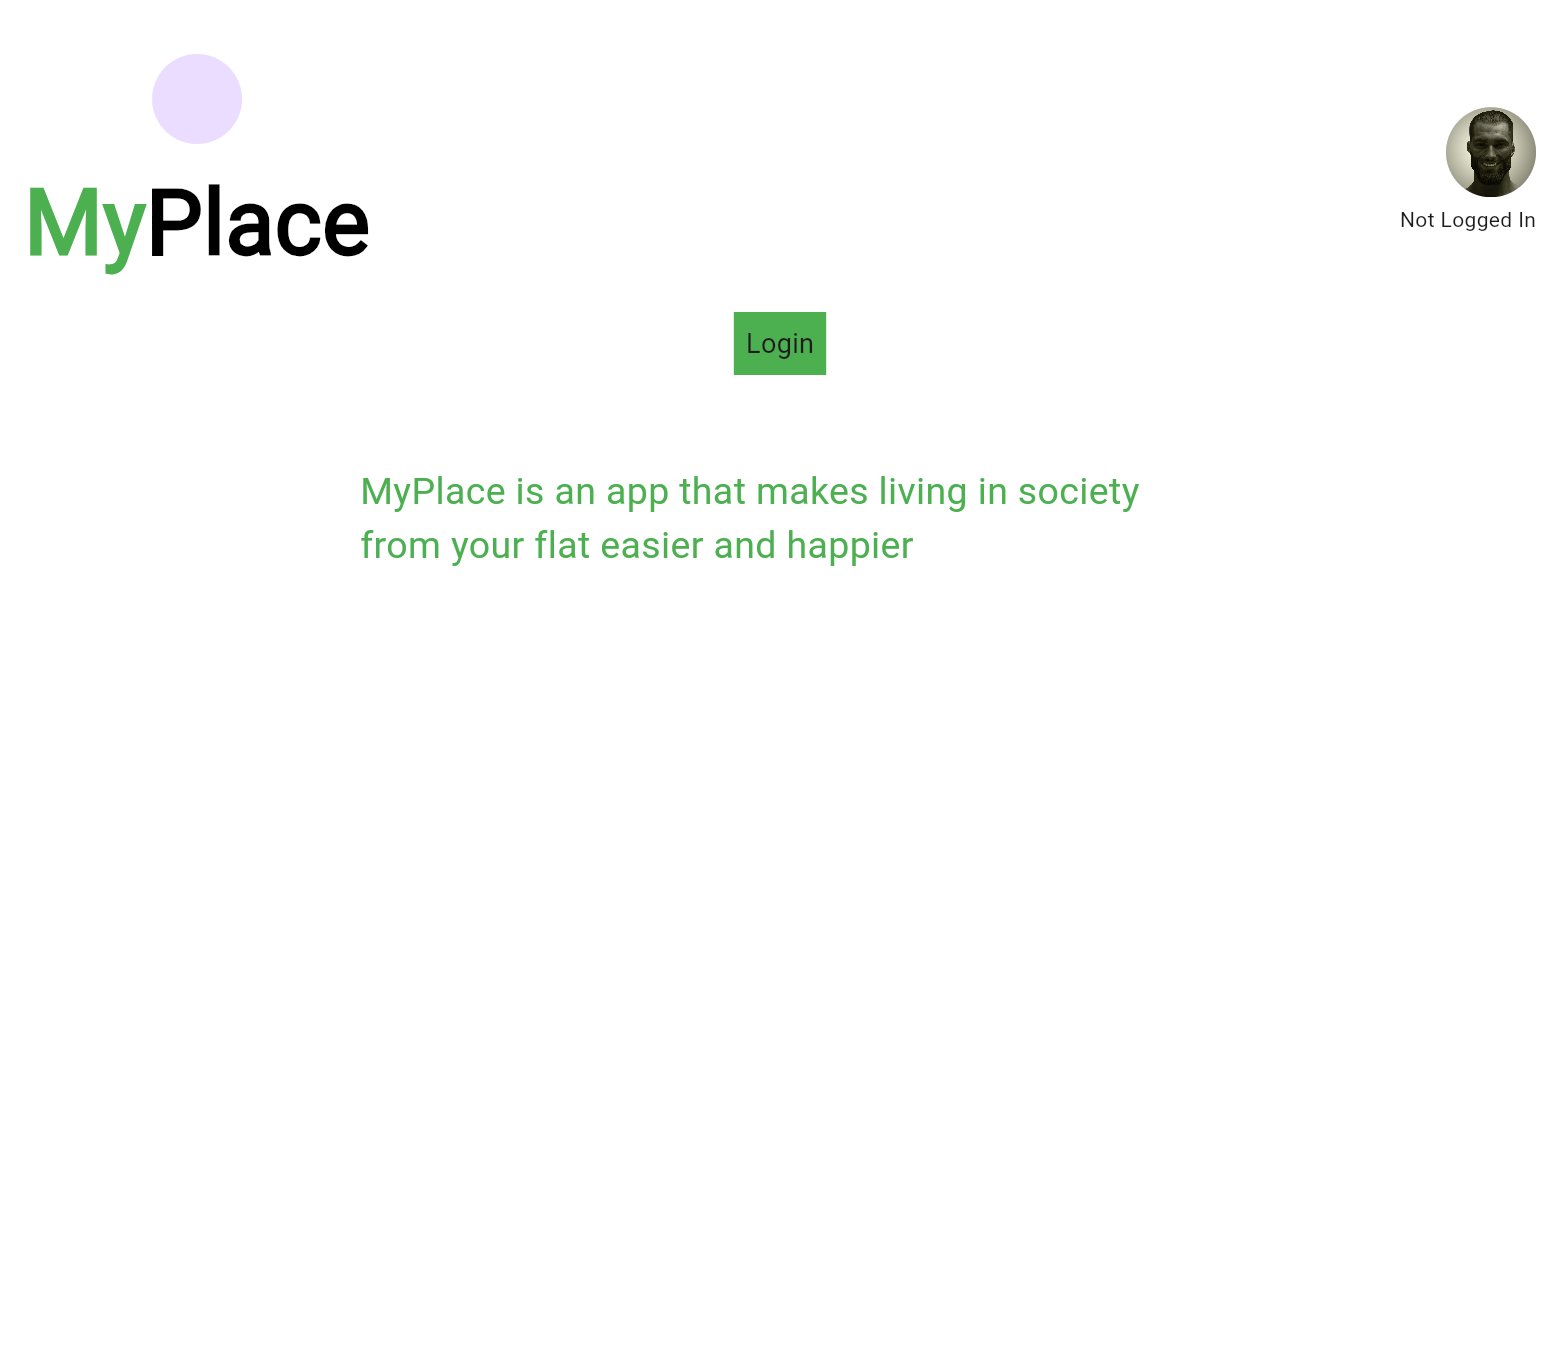 MyPlace
Not Logged In
Login
MyPlace is an app that makes living in society
from your flat easier and happier